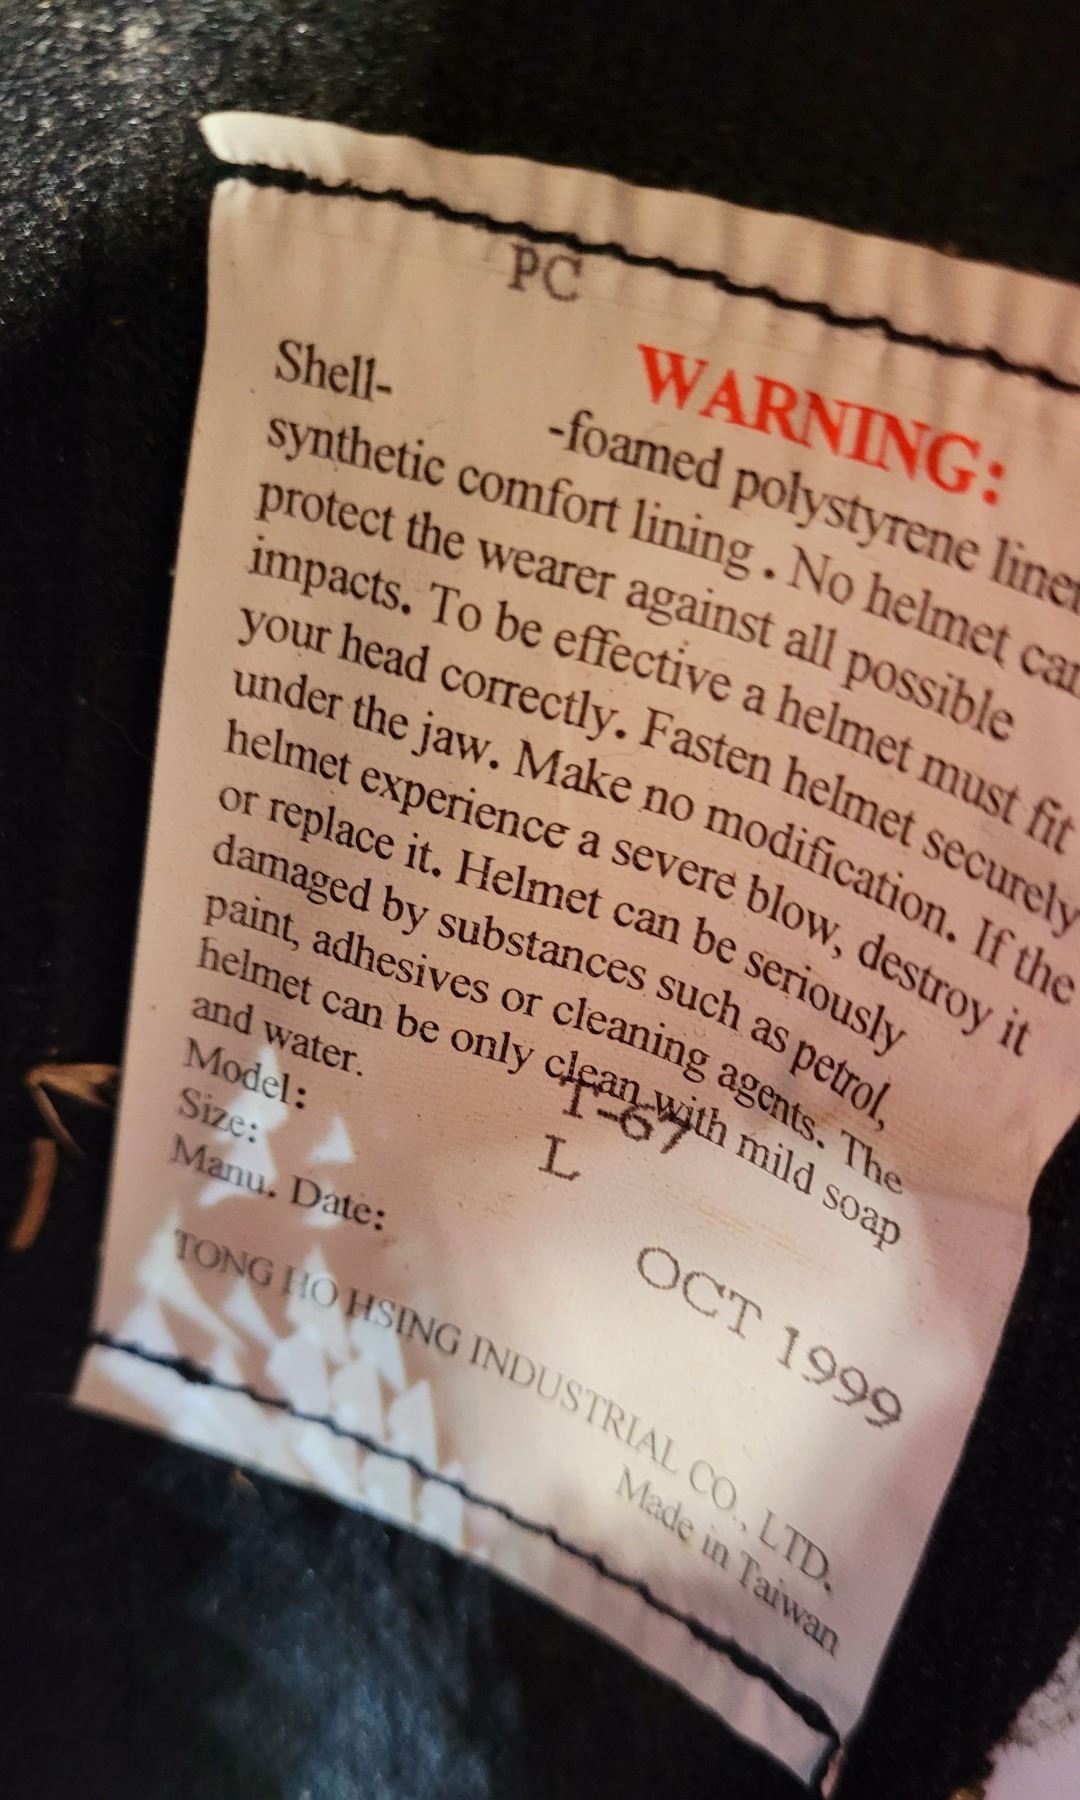 PC
WARNING:
Shell- -foamed polystyrene liner
synthetic comfort lining . No helmet can
protect the wearer against all possible
impacts. To be effective a helmet must fit
your head correctly. Fasten helmet securely
under the jaw. Make no modification. If the
helmet experience a severe blow, destroy it
or replace it. Helmet can be seriously
damaged by substances such as petrol,
paint, adhesives or cleaning agents. The
helmet can be only clean with mild soap
and water.
Model: T-67
Size: L
Manu. Date: OCT 1999
TONG HO HSING INDUSTRIAL CO., LTD.
Made in Taiwan